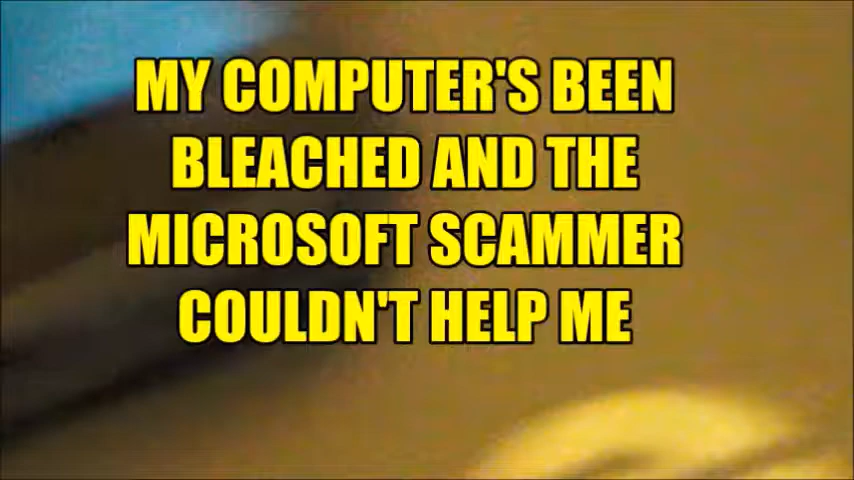 MY COMPUTER'S BEEN
BLEACHED AND THE
MICROSOFT SCAMMER
COULDN'T HELP ME